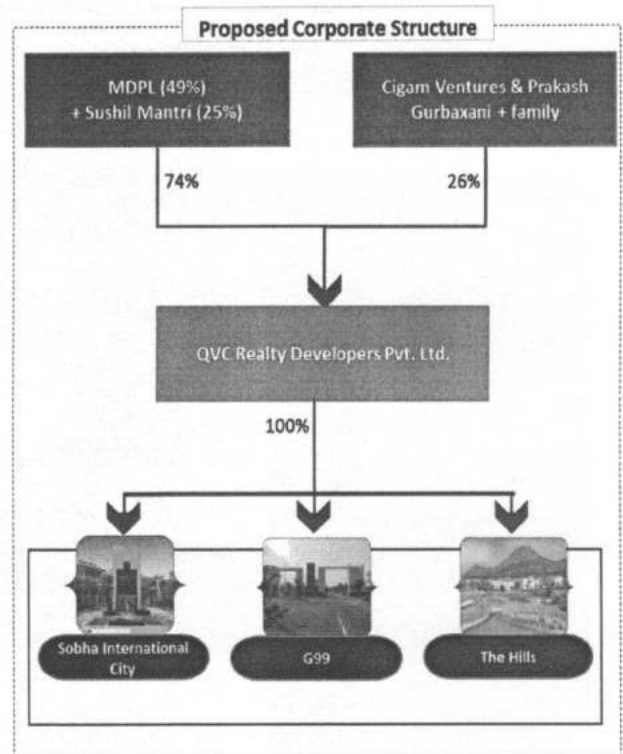 Proposed Corporate Structure
MDPL (49%)
+ Sushil Mantri (25%)
Cigam Ventures & Prakash
Gurbaxani + family
74%
26%
QVC Realty Developers Pvt. Ltd.
100%
Sobha International
City
G99
The Hills